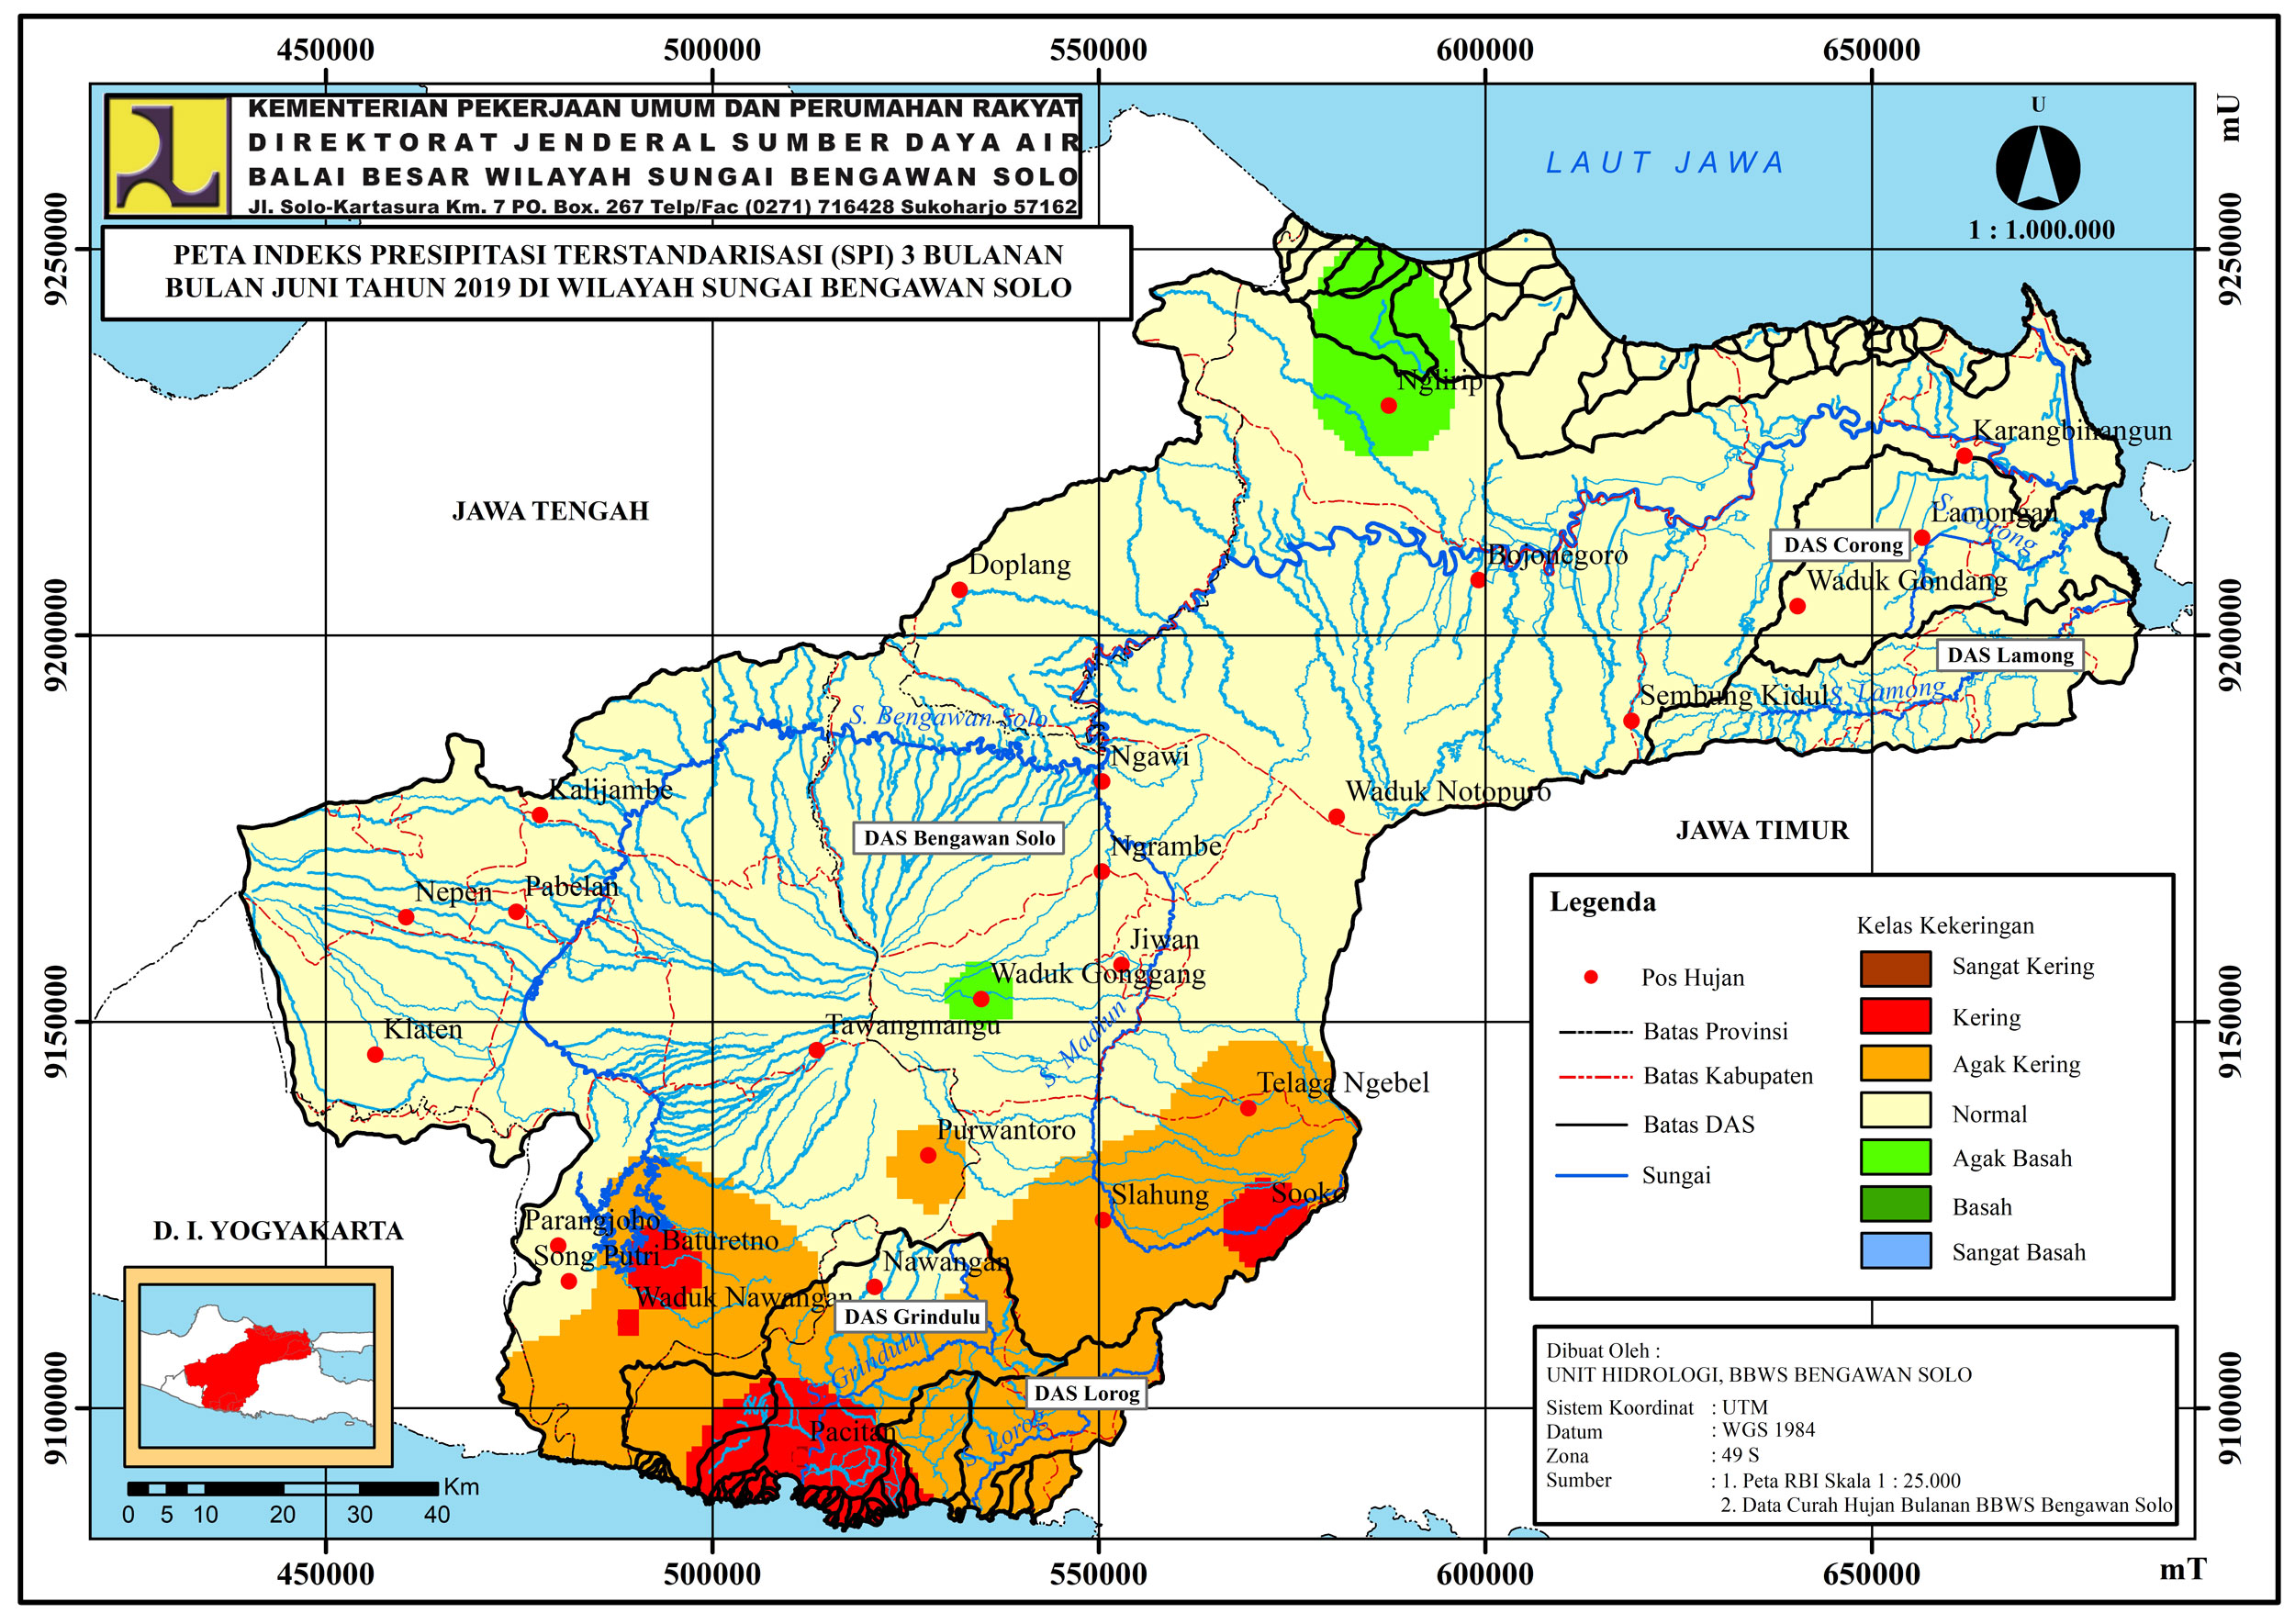 450000 500000 550000 600000 650000
KEMENTERIAN PEKERJAAN UMUM DAN PERUMAHAN RAKYAT
DIREKTORAT JENDERAL SUMBER DAYA AIR
BALAI BESAR WILAYAH SUNGAI BENGAWAN SOLO
Jl. Solo-Kartasura Km. 7 PO. Box. 267 Telp/Fac (0271) 716428 Sukoharjo 57162
PETA INDEKS PRESIPITASI TERSTANDARISASI (SPI) 3 BULANAN
BULAN JUNI TAHUN 2019 DI WILAYAH SUNGAI BENGAWAN SOLO
U
mU
LAUT JAWA
1 : 1.000.000
9250000 9250000
Nglirip
Karangbinangun
JAWA TENGAH
Lamongan
S. Corong
DAS Corong
Bojonegoro
Doplang
Waduk Gondang
9200000 9200000
DAS Lamong
Sembung Kidul
S. Lamong
S. Bengawan Solo
Ngawi
Kalijambe
Waduk Notopuro
JAWA TIMUR
DAS Bengawan Solo
Ngrambe
Nepen
Pabelan
Jiwan
Waduk Gonggang
Tawangmangu
Klaten
S. Madiun
9150000 9150000
Telaga Ngebel
Purwantoro
Slahung
Sooko
Parangjoho
Baturetno
Song Putri
Nawangan
Waduk Nawangan
DAS Grindulu
S. Grindulu
DAS Lorog
S. Lorog
Pacitan
D. I. YOGYAKARTA
9100000 9100000
Legenda
Pos Hujan
Batas Provinsi
Batas Kabupaten
Batas DAS
Sungai
Kelas Kekeringan
Sangat Kering
Kering
Agak Kering
Normal
Agak Basah
Basah
Sangat Basah
Dibuat Oleh :
UNIT HIDROLOGI, BBWS BENGAWAN SOLO
Sistem Koordinat : UTM
Datum : WGS 1984
Zona : 49 S
Sumber : 1. Peta RBI Skala 1 : 25.000
2. Data Curah Hujan Bulanan BBWS Bengawan Solo
Km
0 5 10 20 30 40
450000 500000 550000 600000 650000 mT